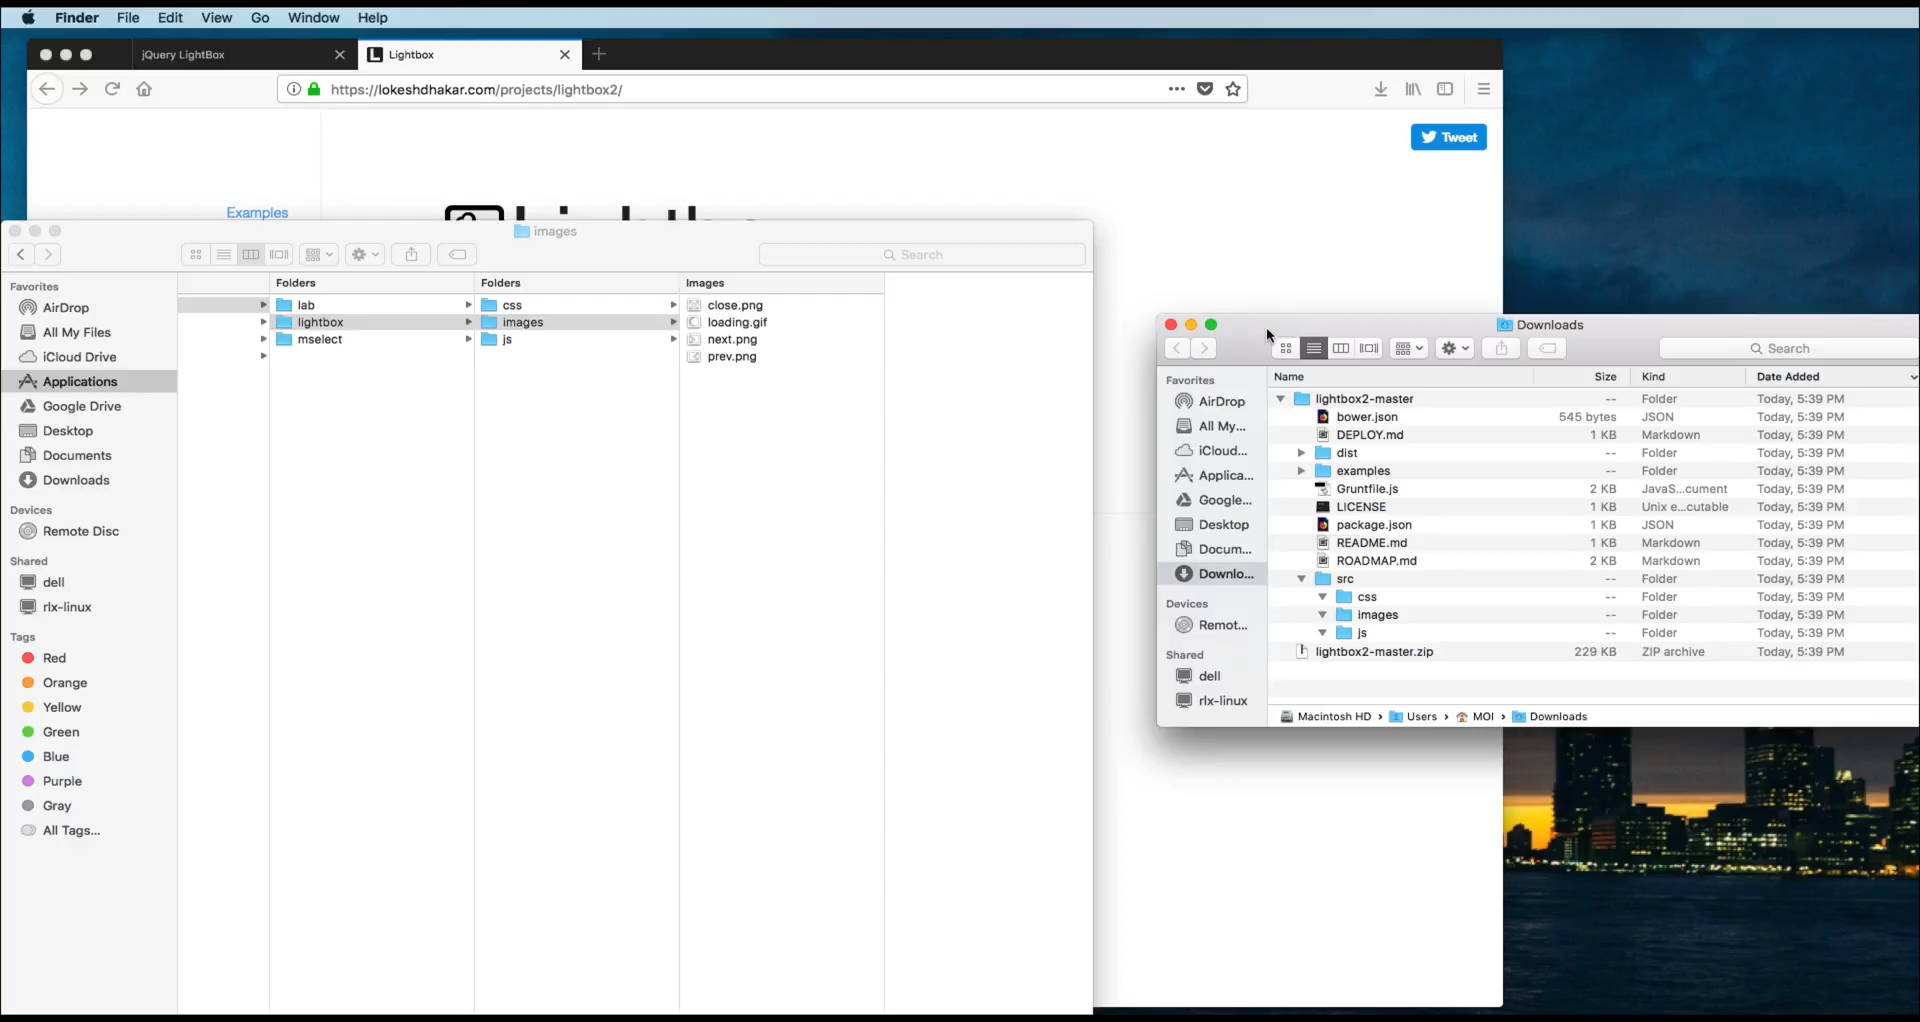 Finder File Edit View Go Window Help
jQuery LightBox
Lightbox
https://lokeshdhakar.com/projects/lightbox2/
Tweet
Examples
images
Search
Favorites
AirDrop
All My Files
iCloud Drive
Applications
Google Drive
Desktop
Documents
Downloads
Devices
Remote Disc
Shared
dell
rlx-linux
Tags
Red
Orange
Yellow
Green
Blue
Purple
Gray
All Tags...
Folders
lab
lightbox
mselect
Folders
css
images
js
Images
close.png
loading.gif
next.png
prev.png
Downloads
Search
Favorites
AirDrop
All My...
iCloud...
Applica...
Google...
Desktop
Docum...
Downlo...
Devices
Remot...
Shared
dell
rlx-linux
Name Size Kind Date Added
lightbox2-master -- Folder Today, 5:39 PM
bower.json 545 bytes JSON Today, 5:39 PM
DEPLOY.md 1 KB Markdown Today, 5:39 PM
dist -- Folder Today, 5:39 PM
examples -- Folder Today, 5:39 PM
Gruntfile.js 2 KB JavaS...cument Today, 5:39 PM
LICENSE 1 KB Unix e...cutable Today, 5:39 PM
package.json 1 KB JSON Today, 5:39 PM
README.md 1 KB Markdown Today, 5:39 PM
ROADMAP.md 2 KB Markdown Today, 5:39 PM
src -- Folder Today, 5:39 PM
css -- Folder Today, 5:39 PM
images -- Folder Today, 5:39 PM
js -- Folder Today, 5:39 PM
lightbox2-master.zip 229 KB ZIP archive Today, 5:39 PM
Macintosh HD › Users › MOI › Downloads